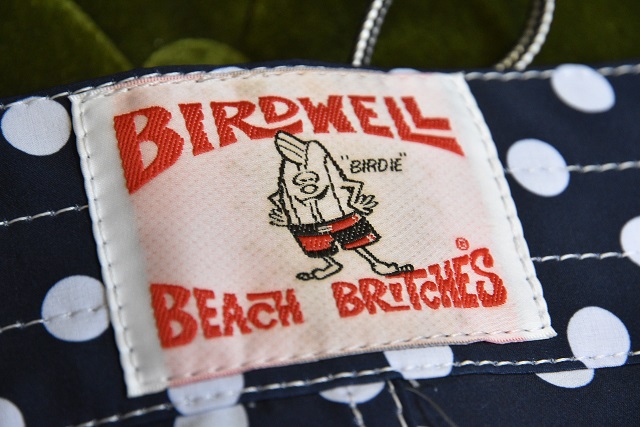 BIRDWELL
"BIRDIE"
®
BEACH BRITCHES